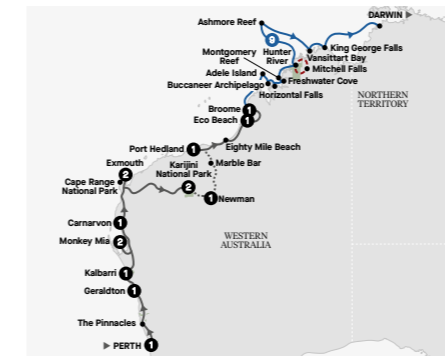 DARWIN ▶
Ashmore Reef
9
King George Falls
Vansittart Bay
Hunter
River
Mitchell Falls
Montgomery
Reef
Adele Island
Freshwater Cove
Buccaneer Archipelago
Horizontal Falls
NORTHERN
TERRITORY
Broome 1
Eco Beach 1
Eighty Mile Beach
Port Hedland 1
Marble Bar
Exmouth
2
Karijini
National Park
2
Cape Range
National Park
1 Newman
Carnarvon 1
Monkey Mia 2
WESTERN
AUSTRALIA
Kalbarri 1
Geraldton 1
The Pinnacles
▶ PERTH 1